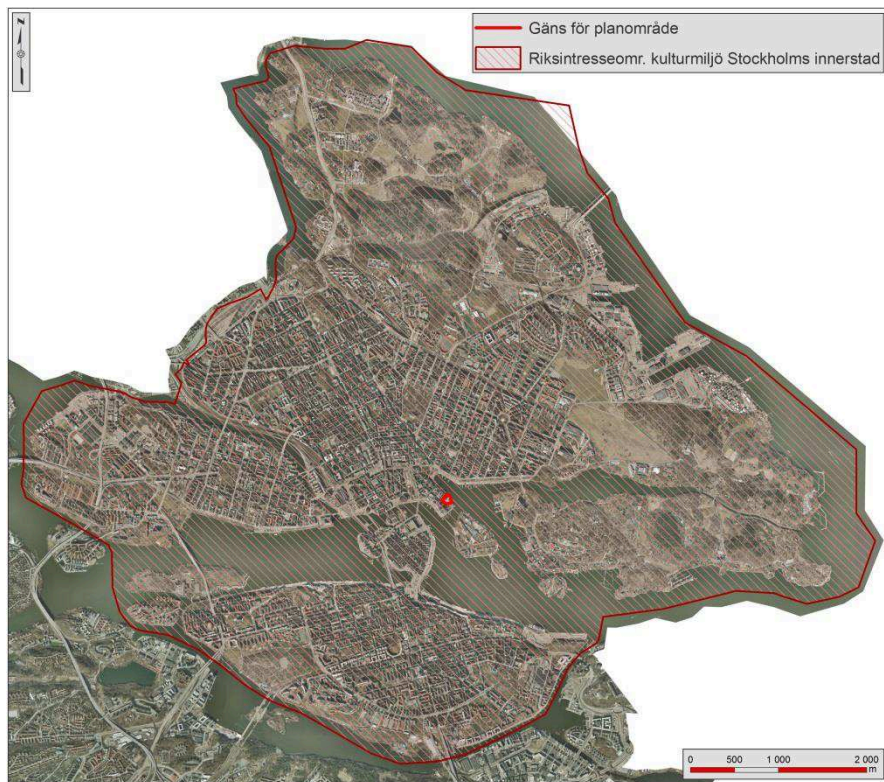 N
Gäns för planområde
Riksintresseomr. kulturmiljö Stockholms innerstad
0 500 1 000 2 000
m